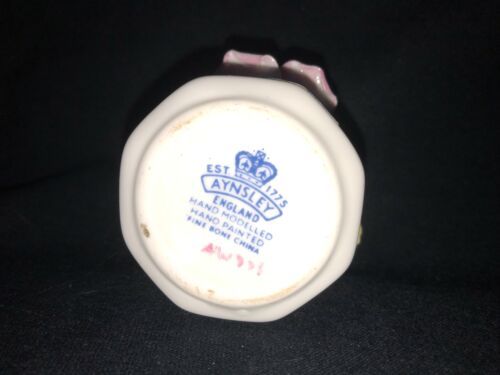 EST 1775
AYNSLEY
ENGLAND
HAND MODELLED
HAND PAINTED
FINE BONE CHINA